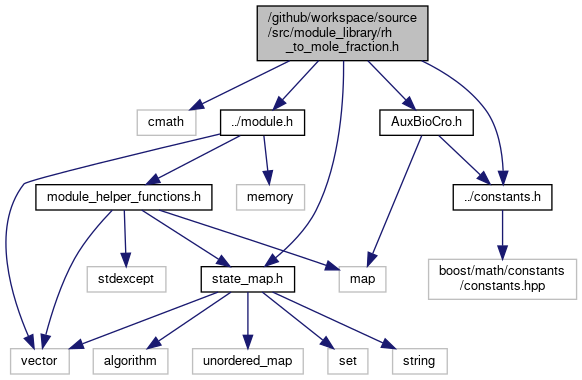 /github/workspace/source
/src/module_library/rh
_to_mole_fraction.h
cmath
../module.h
AuxBioCro.h
module_helper_functions.h
memory
../constants.h
stdexcept
state_map.h
map
boost/math/constants
/constants.hpp
vector
algorithm
unordered_map
set
string